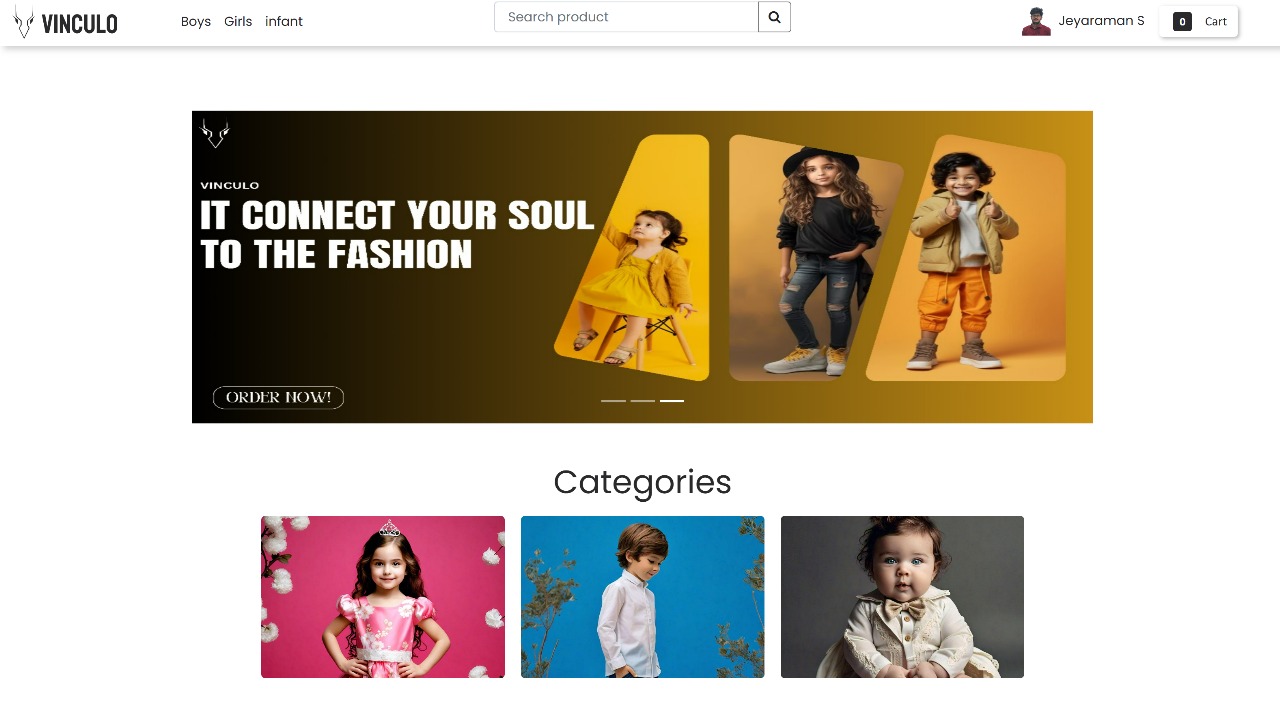 VINCULO
Boys Girls infant
Search product
Jeyaraman S
0 Cart
VINCULO
IT CONNECT YOUR SOUL
TO THE FASHION
ORDER NOW!
Categories